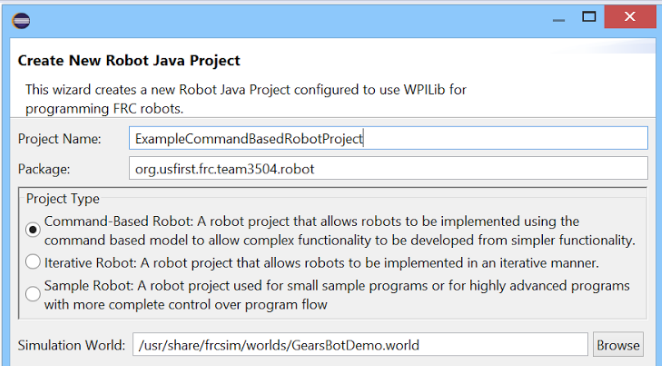 Create New Robot Java Project
This wizard creates a new Robot Java Project configured to use WPILib for
programming FRC robots.
Project Name: ExampleCommandBasedRobotProject
Package: org.usfirst.frc.team3504.robot
Project Type
Command-Based Robot: A robot project that allows robots to be implemented using the
command based model to allow complex functionality to be developed from simpler functionality.
Iterative Robot: A robot project that allows robots to be implemented in an iterative manner.
Sample Robot: A robot project used for small sample programs or for highly advanced programs
with more complete control over program flow
Simulation World: /usr/share/frcsim/worlds/GearsBotDemo.world Browse